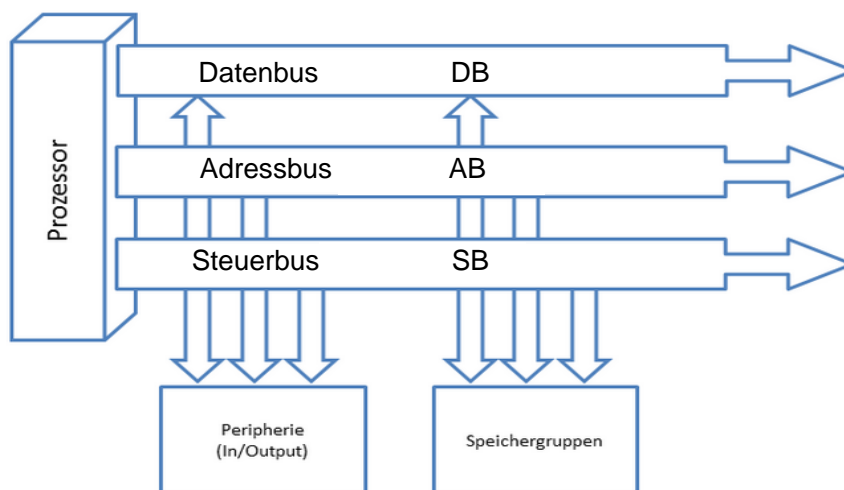 Prozessor
Datenbus DB
Adressbus AB
Steuerbus SB
Peripherie
(In/Output)
Speichergruppen